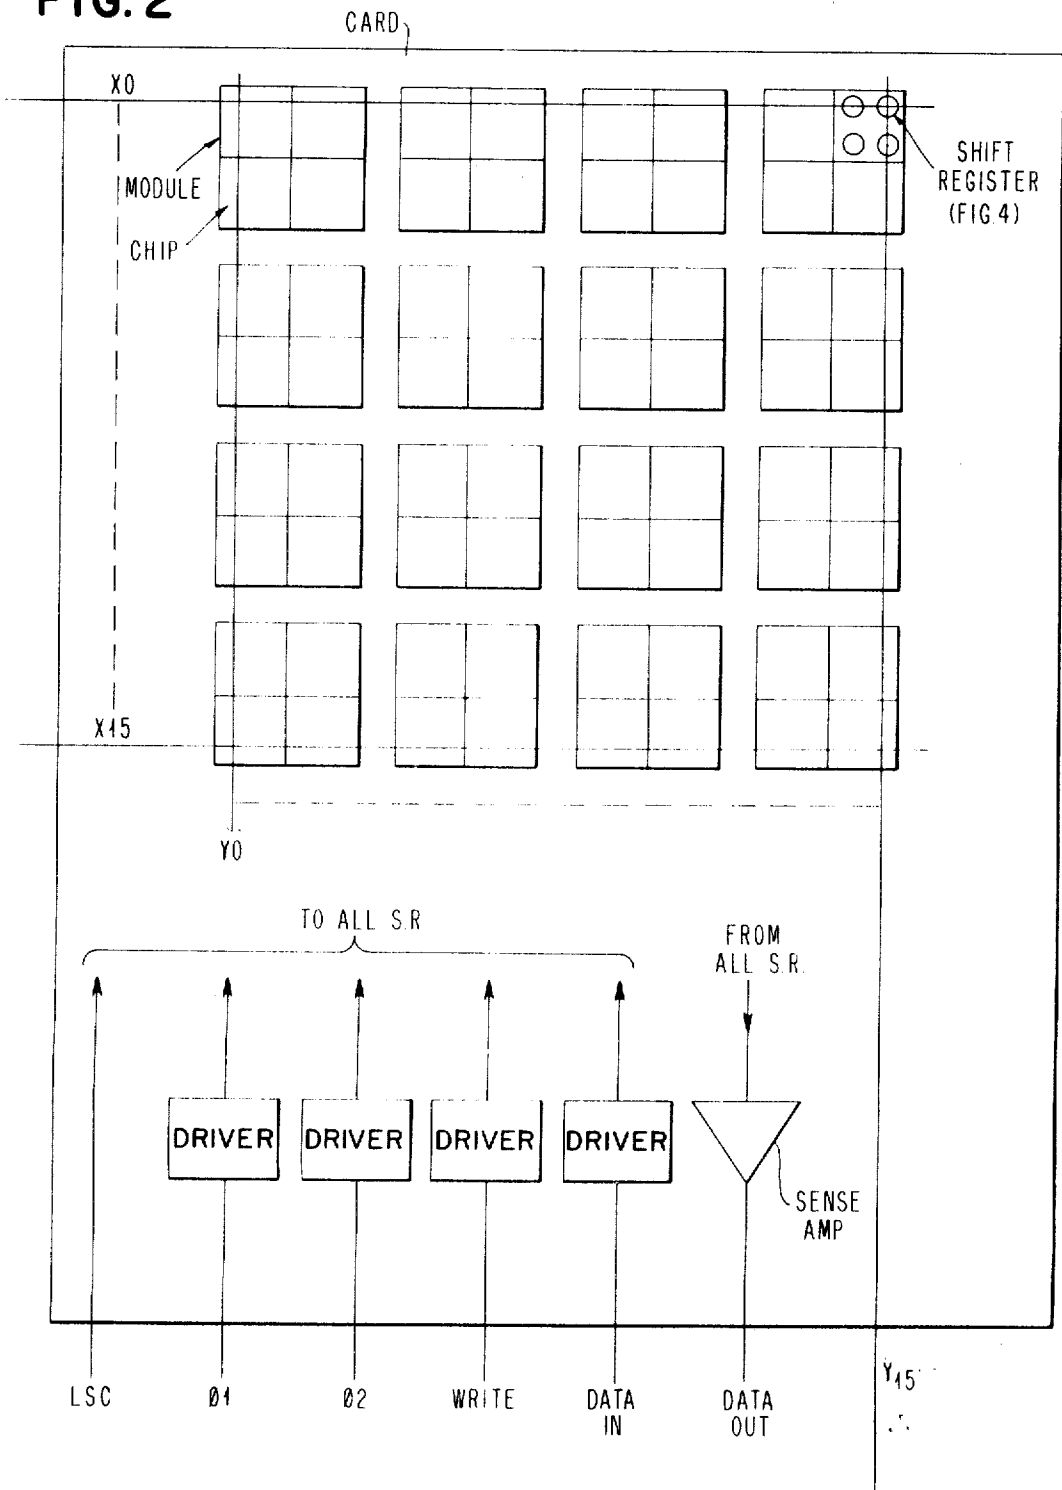 FIG. 2
CARD
X0
MODULE
CHIP
SHIFT
REGISTER
(FIG.4)
X15
Y0
TO ALL S.R
FROM
ALL S.R.
DRIVER
DRIVER
DRIVER
DRIVER
SENSE
AMP
LSC
Ø1
Ø2
WRITE
DATA
IN
DATA
OUT
Y15